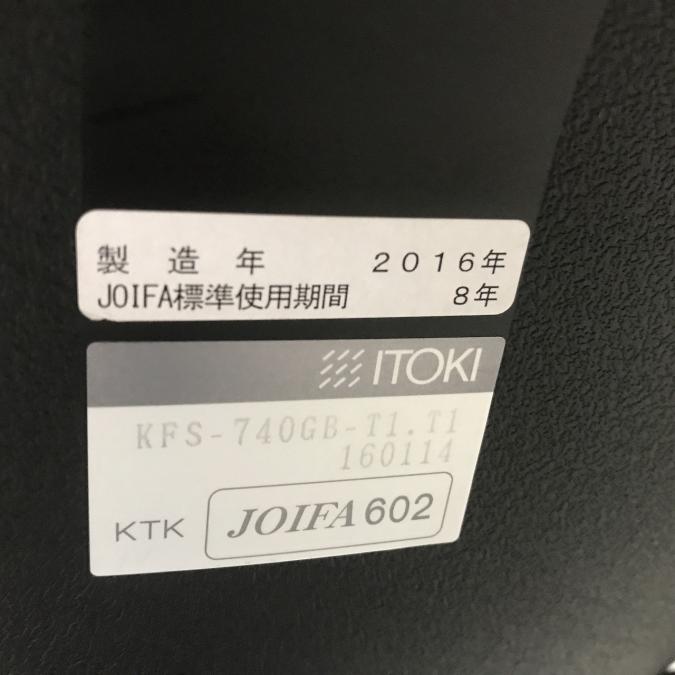 製造年 2016年
JOIFA標準使用期間 8年
ITOKI
KFS-740GB-T1.T1
160114
KTK JOIFA602